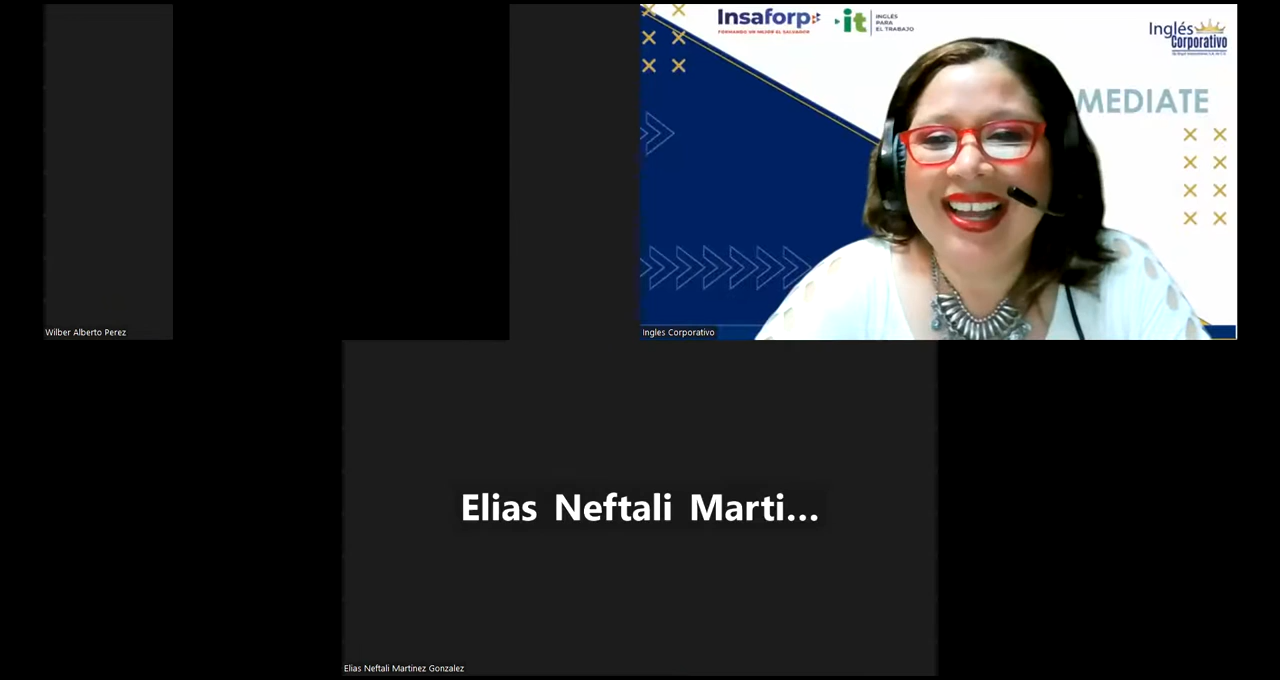 Insaforp
FORMANDO UN MEJOR EL SALVADOR
it
INGLÉS
PARA
EL TRABAJO
Inglés
Corporativo
MEDIATE
Wilber Alberto Perez
Ingles Corporativo
Elias Neftali Marti...
Elias Neftali Martinez Gonzalez